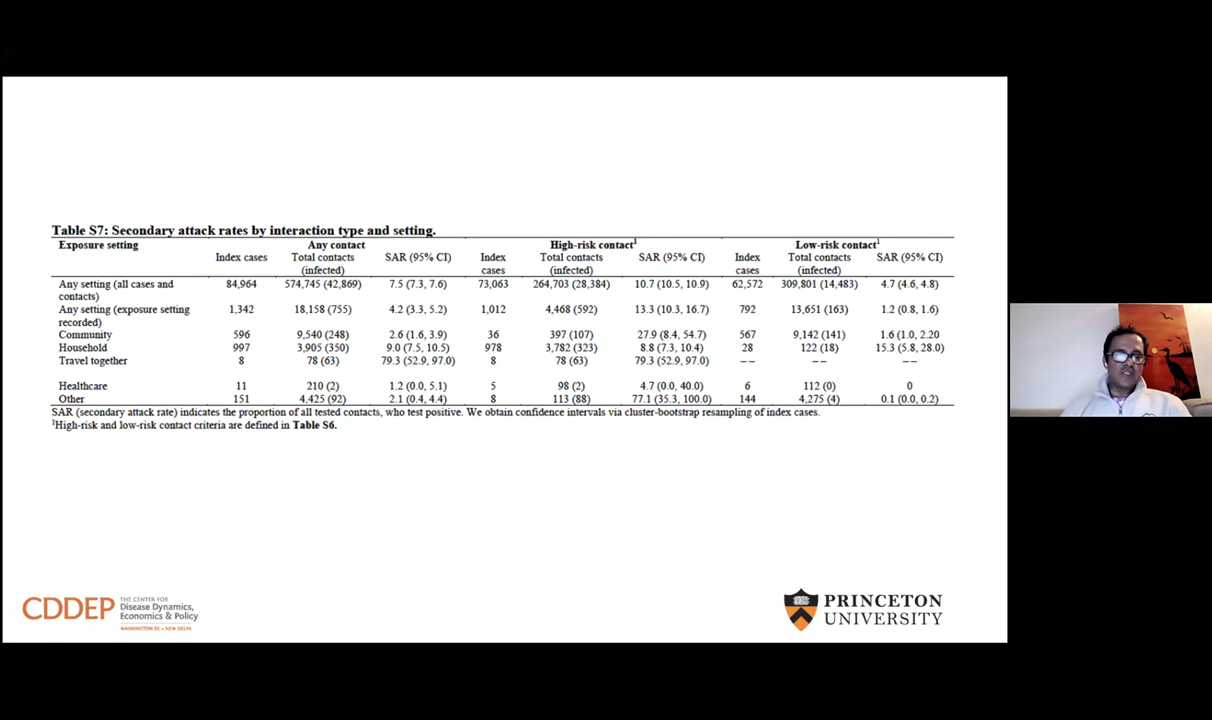 Table S7: Secondary attack rates by interaction type and setting.
Exposure setting Any contact High-risk contact1 Low-risk contact1
Index cases Total contacts (infected) SAR (95% CI) Index cases Total contacts (infected) SAR (95% CI) Index cases Total contacts (infected) SAR (95% CI)
Any setting (all cases and contacts) 84,964 574,745 (42,869) 7.5 (7.3, 7.6) 73,063 264,703 (28,384) 10.7 (10.5, 10.9) 62,572 309,801 (14,483) 4.7 (4.6, 4.8)
Any setting (exposure setting recorded) 1,342 18,158 (755) 4.2 (3.3, 5.2) 1,012 4,468 (592) 13.3 (10.3, 16.7) 792 13,651 (163) 1.2 (0.8, 1.6)
Community 596 9,540 (248) 2.6 (1.6, 3.9) 36 397 (107) 27.9 (8.4, 54.7) 567 9,142 (141) 1.6 (1.0, 2.20
Household 997 3,905 (350) 9.0 (7.5, 10.5) 978 3,782 (323) 8.8 (7.3, 10.4) 28 122 (18) 15.3 (5.8, 28.0)
Travel together 8 78 (63) 79.3 (52.9, 97.0) 8 78 (63) 79.3 (52.9, 97.0) -- -- --
Healthcare 11 210 (2) 1.2 (0.0, 5.1) 5 98 (2) 4.7 (0.0, 40.0) 6 112 (0) 0
Other 151 4,425 (92) 2.1 (0.4, 4.4) 8 113 (88) 77.1 (35.3, 100.0) 144 4,275 (4) 0.1 (0.0, 0.2)
SAR (secondary attack rate) indicates the proportion of all tested contacts, who test positive. We obtain confidence intervals via cluster-bootstrap resampling of index cases.
1High-risk and low-risk contact criteria are defined in Table S6.
CDDEP THE CENTER FOR
Disease Dynamics,
Economics & Policy
WASHINGTON DC • NEW DELHI
PRINCETON
UNIVERSITY